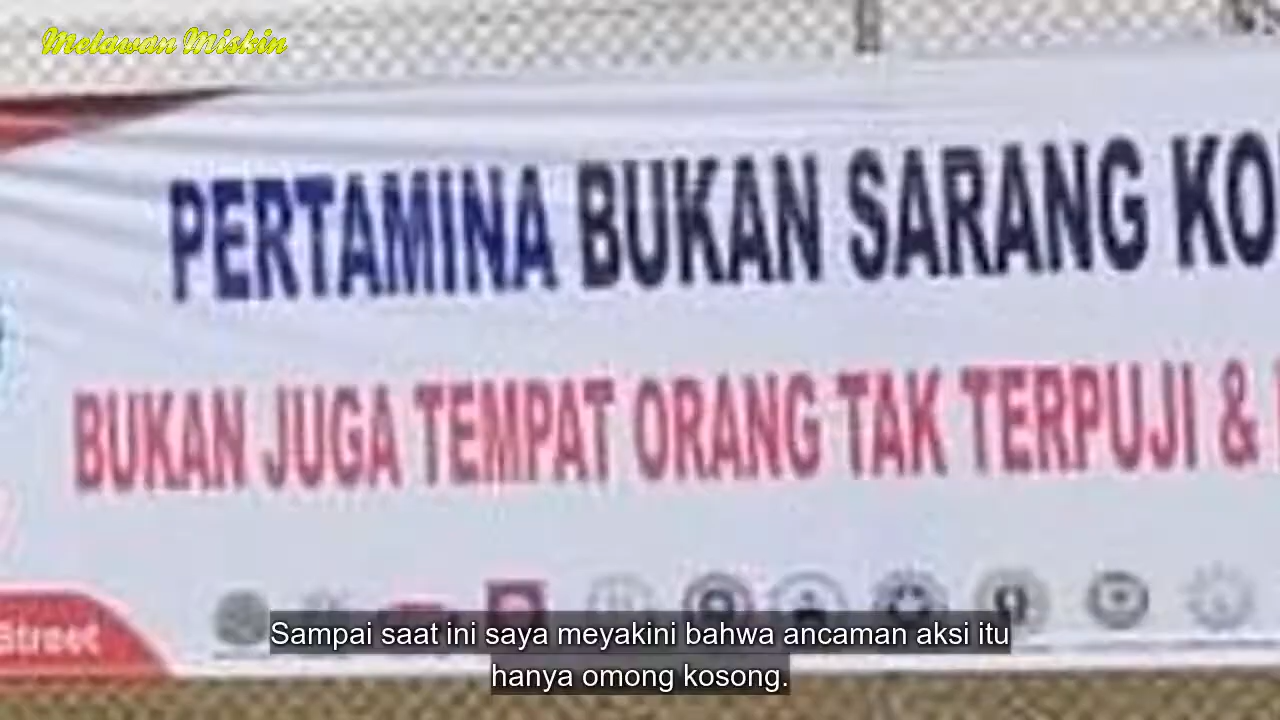 Melawan Miskin
PERTAMINA BUKAN SARANG
BUKAN JUGA TEMPAT ORANG TAK TERPUJI &
Street
Sampai saat ini saya meyakini bahwa ancaman aksi itu
hanya omong kosong.